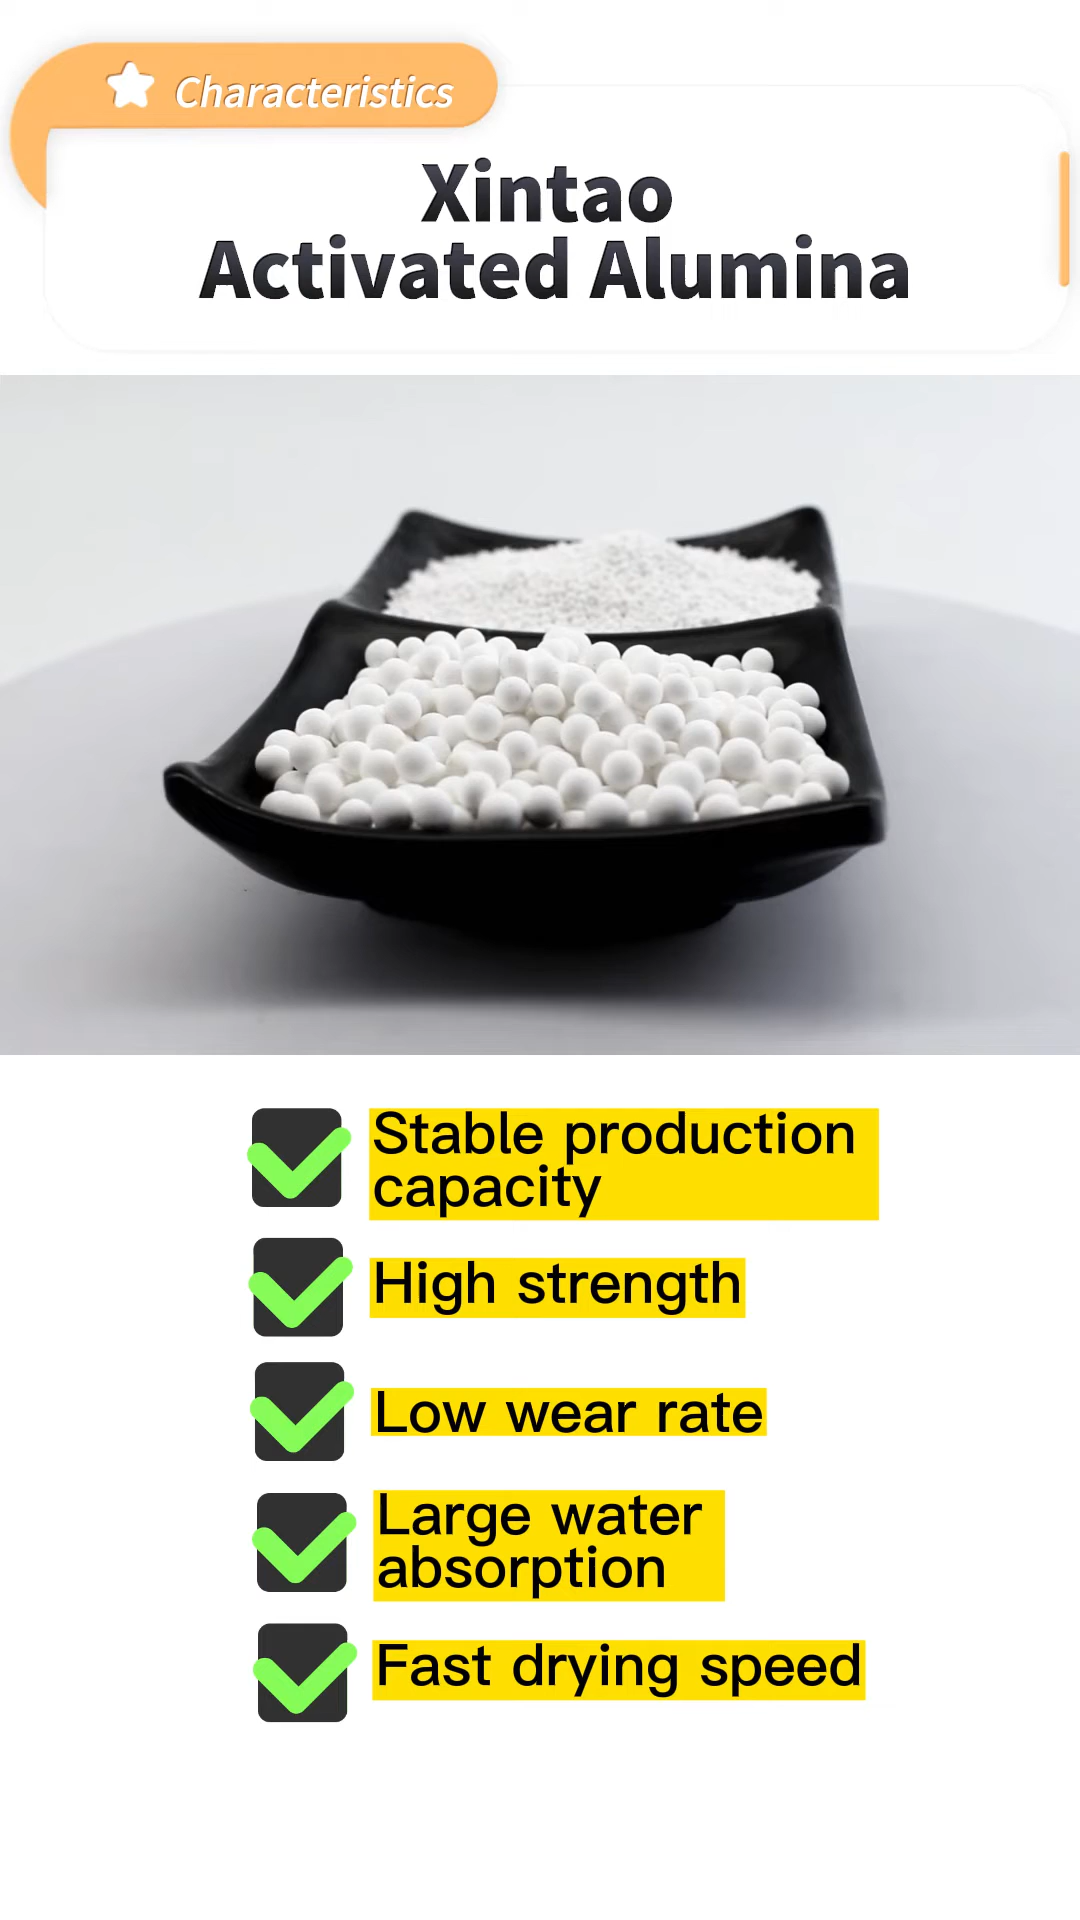 Characteristics
Xintao
Activated Alumina
Stable production
capacity
High strength
Low wear rate
Large water
absorption
Fast drying speed